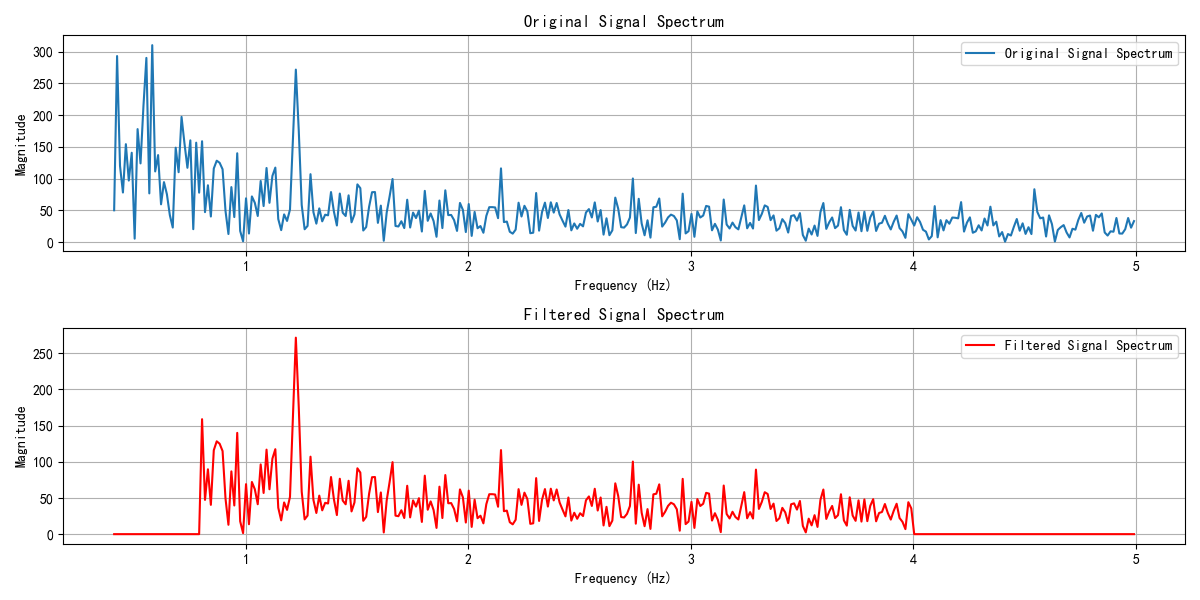 Original Signal Spectrum
Original Signal Spectrum
Magnitude
300
250
200
150
100
50
0
1
2
3
4
5
Frequency (Hz)
Filtered Signal Spectrum
Filtered Signal Spectrum
Magnitude
250
200
150
100
50
0
1
2
3
4
5
Frequency (Hz)